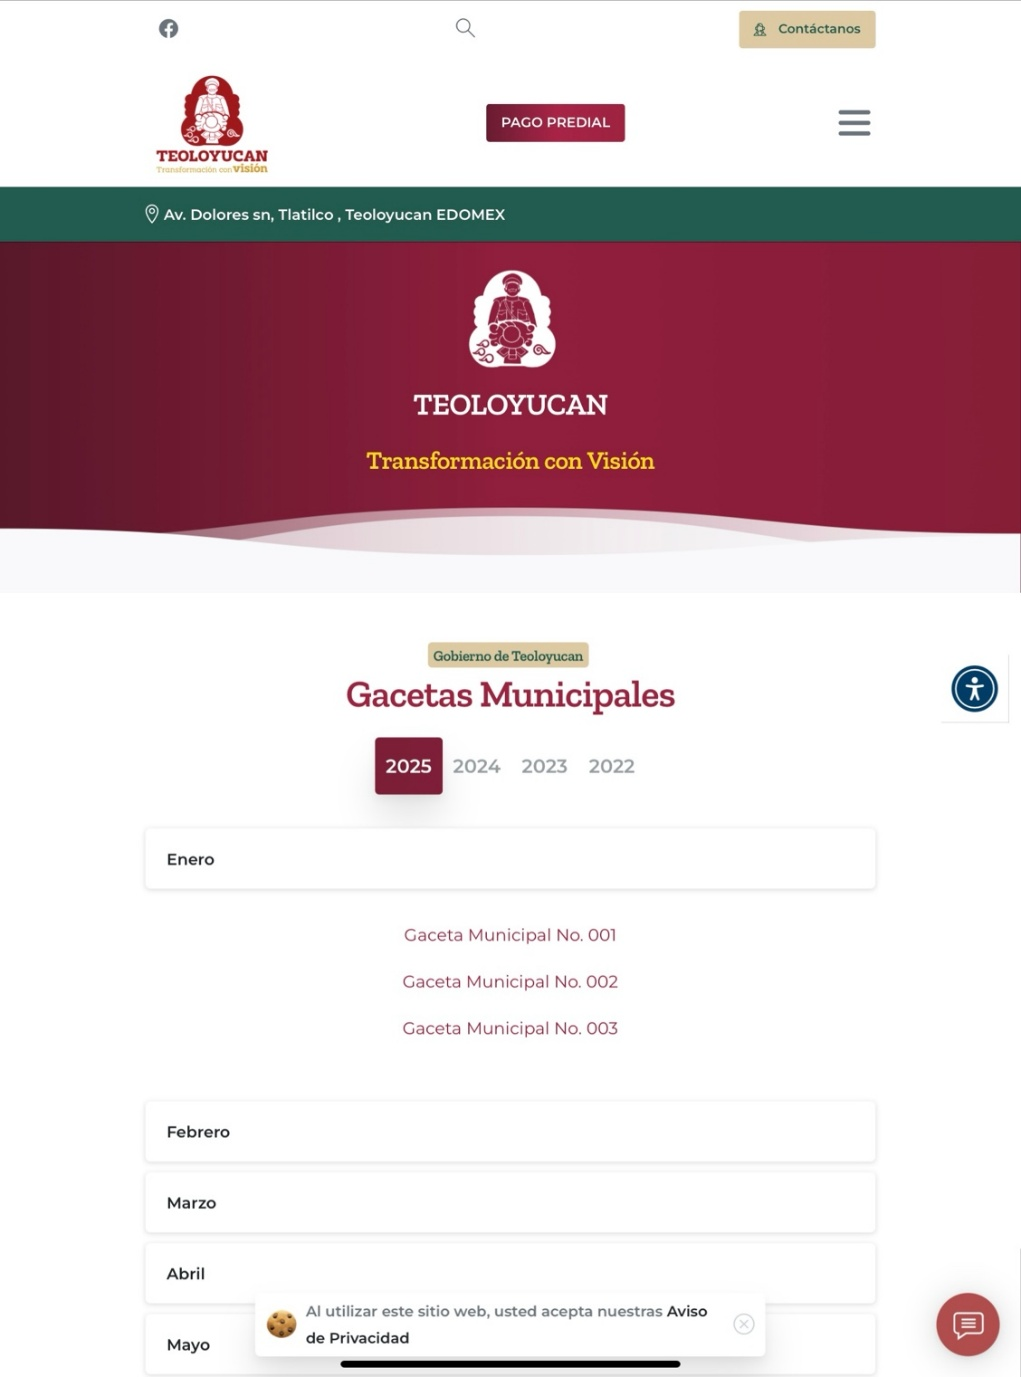 Contáctanos
TEOLOYUCAN
Transformación con visión
PAGO PREDIAL
Av. Dolores sn, Tlatilco , Teoloyucan EDOMEX
TEOLOYUCAN
Transformación con Visión
Gobierno de Teoloyucan
Gacetas Municipales
2025 2024 2023 2022
Enero
Gaceta Municipal No. 001
Gaceta Municipal No. 002
Gaceta Municipal No. 003
Febrero
Marzo
Abril
Mayo
Al utilizar este sitio web, usted acepta nuestras Aviso
de Privacidad